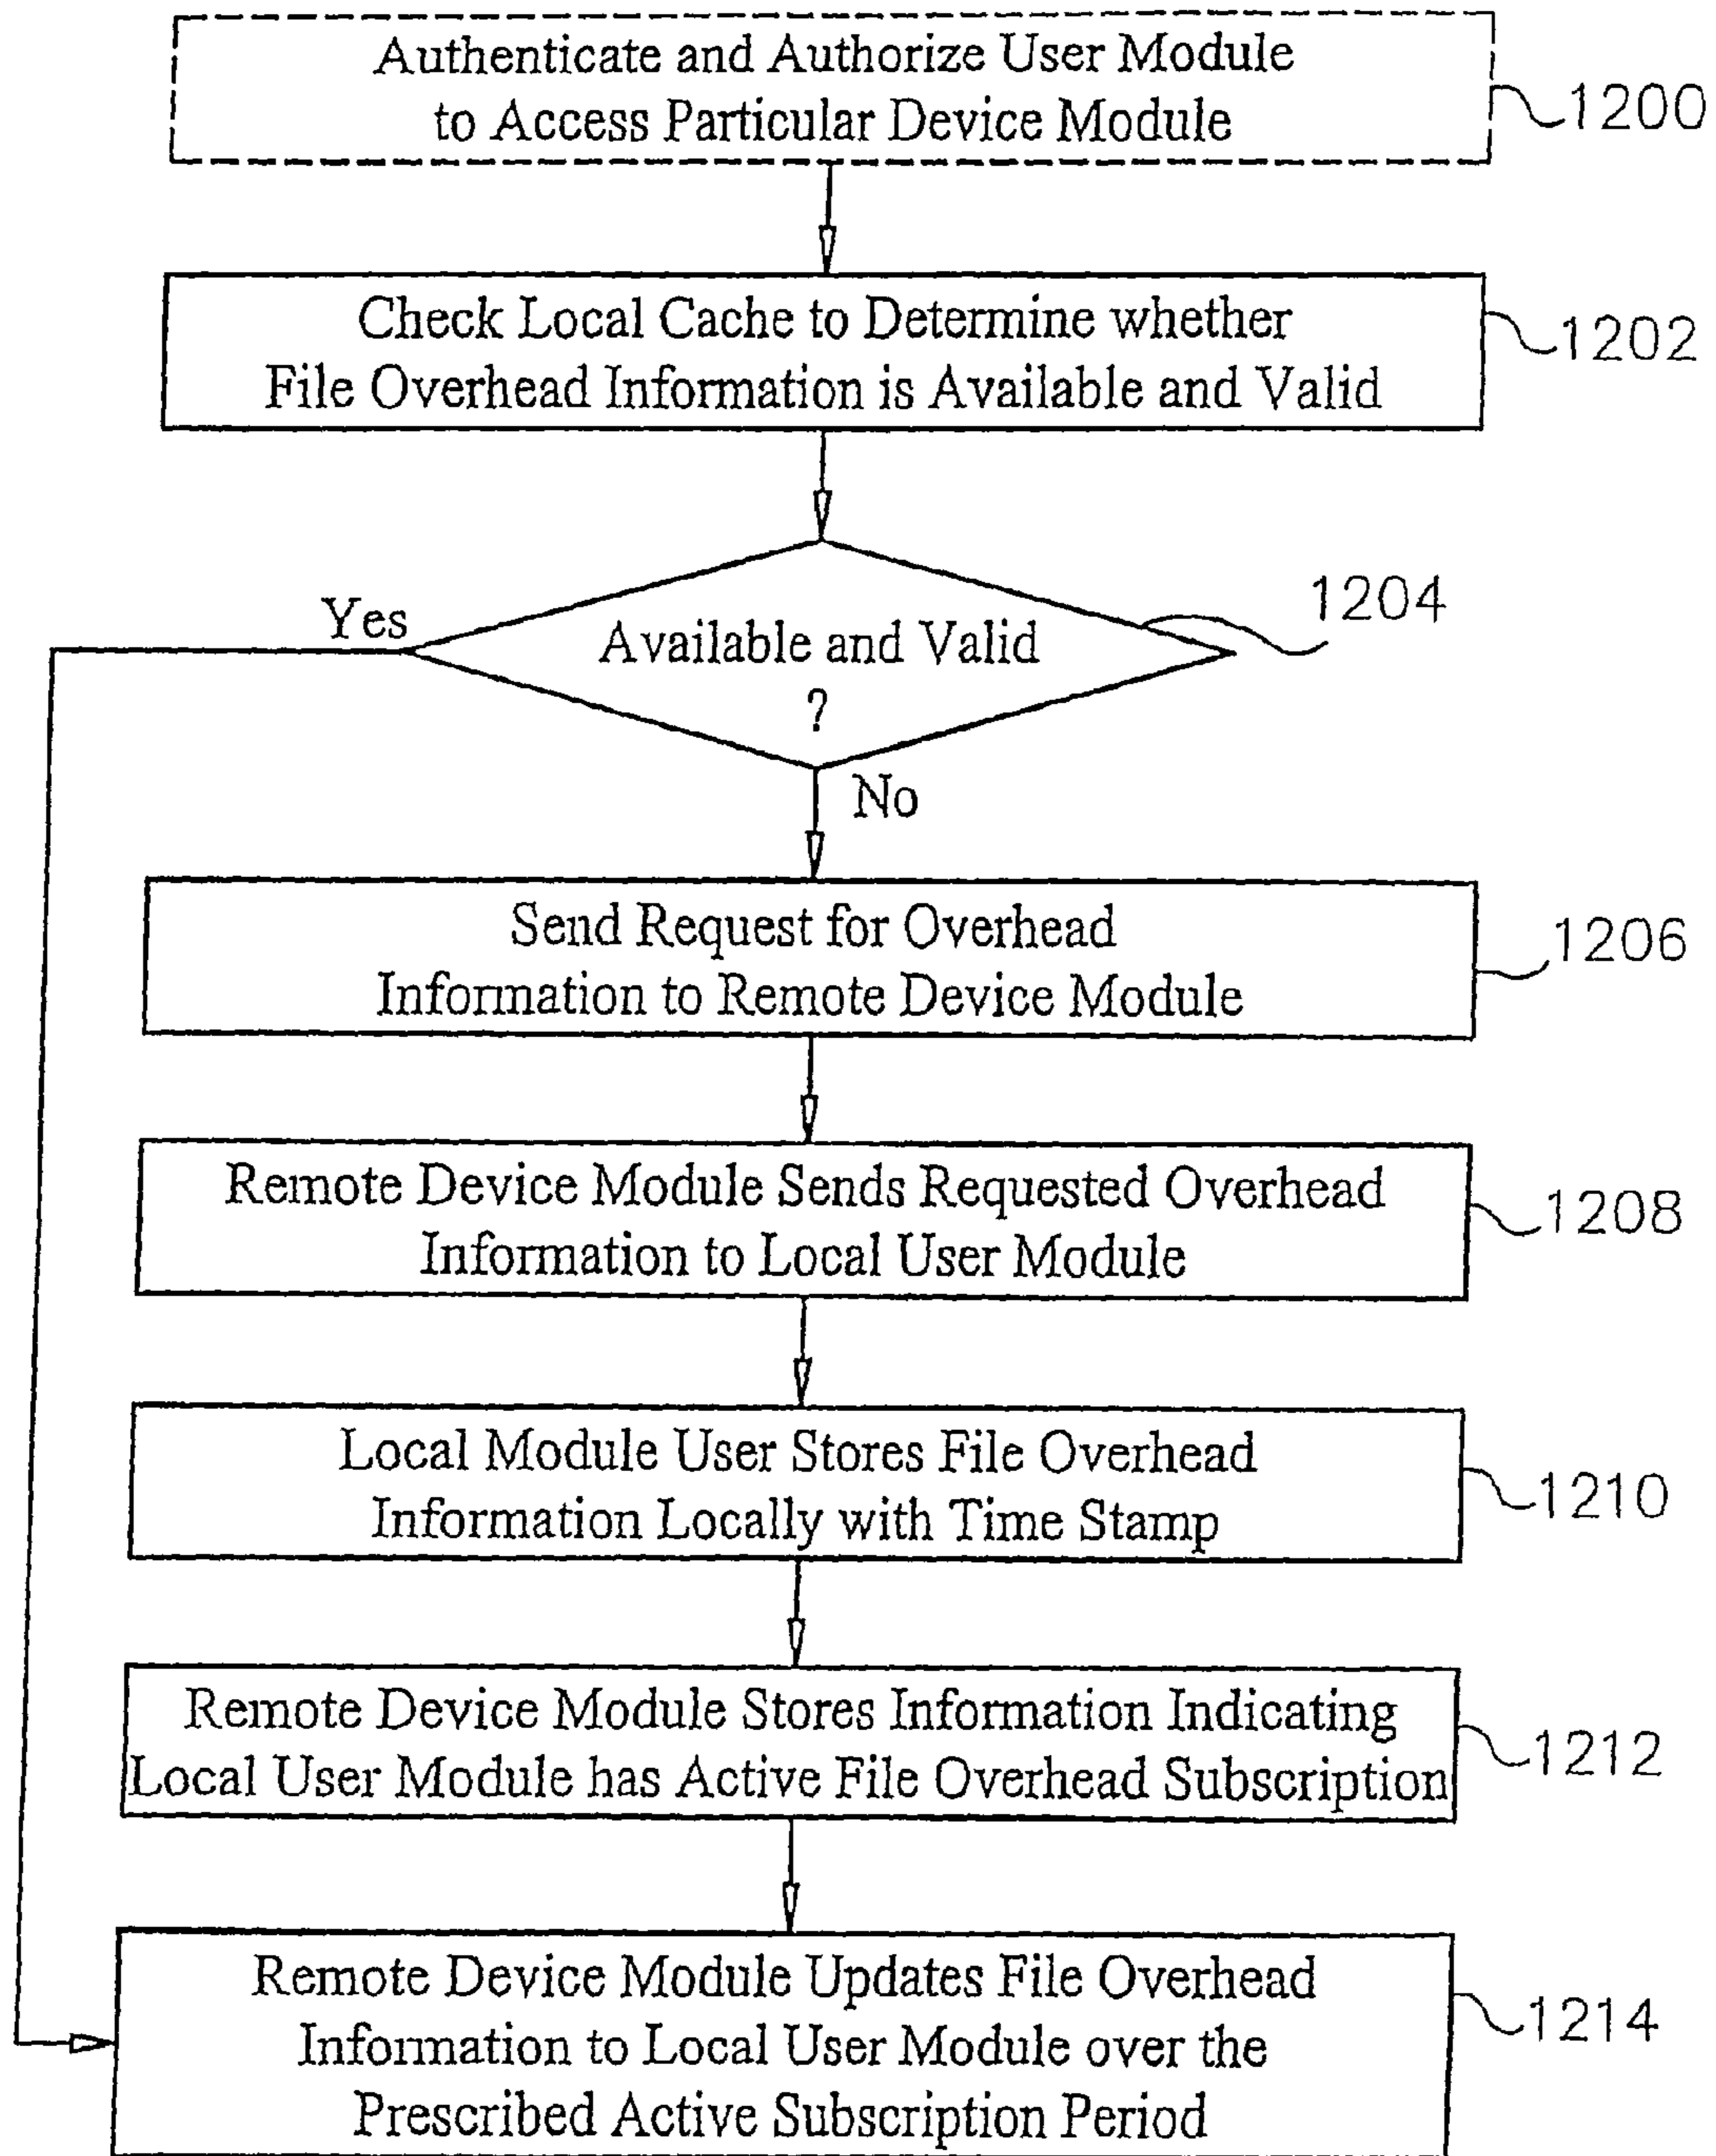 Authenticate and Authorize User Module
to Access Particular Device Module
1200
Check Local Cache to Determine whether
File Overhead Information is Available and Valid
1202
1204
Yes
Available and Valid
?
No
Send Request for Overhead
Information to Remote Device Module
1206
Remote Device Module Sends Requested Overhead
Information to Local User Module
1208
Local Module User Stores File Overhead
Information Locally with Time Stamp
1210
Remote Device Module Stores Information Indicating
Local User Module has Active File Overhead Subscription
1212
Remote Device Module Updates File Overhead
Information to Local User Module over the
Prescribed Active Subscription Period
1214